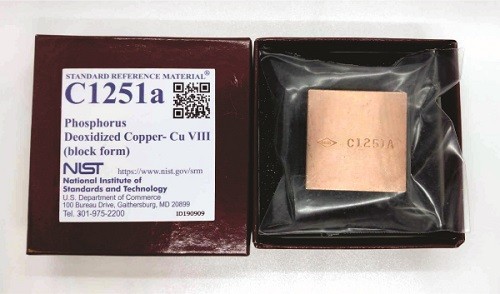 STANDARD REFERENCE MATERIAL®
C1251a
Phosphorus
Deoxidized Copper- Cu VIII
(block form)
NIST https://www.nist.gov/srm
National Institute of
Standards and Technology
U.S. Department of Commerce
100 Bureau Drive, Gaithersburg, MD 20899
Tel. 301-975-2200 ID190909
C1251A